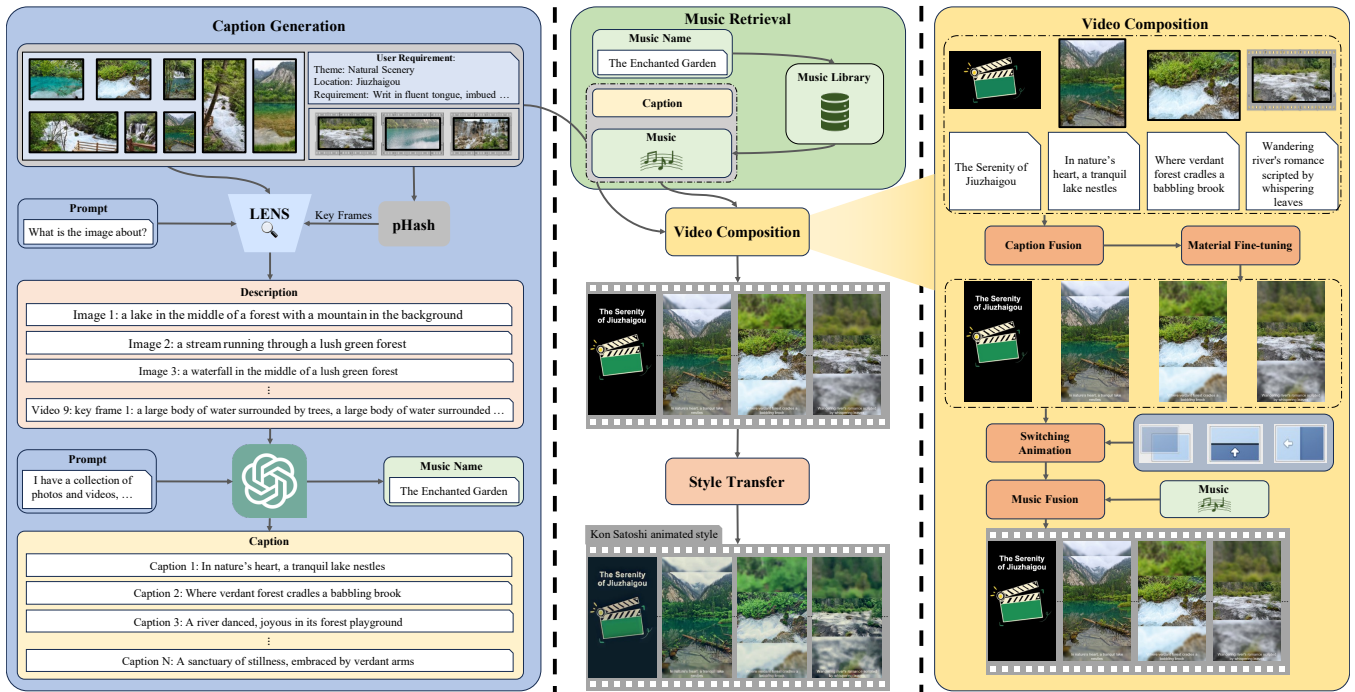 Caption Generation
User Requirement:
Theme: Natural Scenery
Location: Jiuzhaigou
Requirement: Writ in fluent tongue, imbued …
Prompt
What is the image about?
LENS
Key Frames
pHash
Description
Image 1: a lake in the middle of a forest with a mountain in the background
Image 2: a stream running through a lush green forest
Image 3: a waterfall in the middle of a lush green forest
⋮
Video 9: key frame 1: a large body of water surrounded by trees, a large body of water surrounded …
Prompt
I have a collection of
photos and videos, …
Music Name
The Enchanted Garden
Caption
Caption 1: In nature's heart, a tranquil lake nestles
Caption 2: Where verdant forest cradles a babbling brook
Caption 3: A river danced, joyous in its forest playground
⋮
Caption N: A sanctuary of stillness, embraced by verdant arms
Music Retrieval
Music Name
The Enchanted Garden
Music Library
Caption
Music
Video Composition
The Serenity
of Jiuzhaigou
Style Transfer
Kon Satoshi animated style
The Serenity
of Jiuzhaigou
Video Composition
The Serenity of
Jiuzhaigou
In nature's
heart, a tranquil
lake nestles
Where verdant
forest cradles a
babbling brook
Wandering
river's romance
scripted by
whispering
leaves
Caption Fusion
Material Fine-tuning
The Serenity
of Jiuzhaigou
Switching
Animation
Music Fusion
Music
The Serenity
of Jiuzhaigou